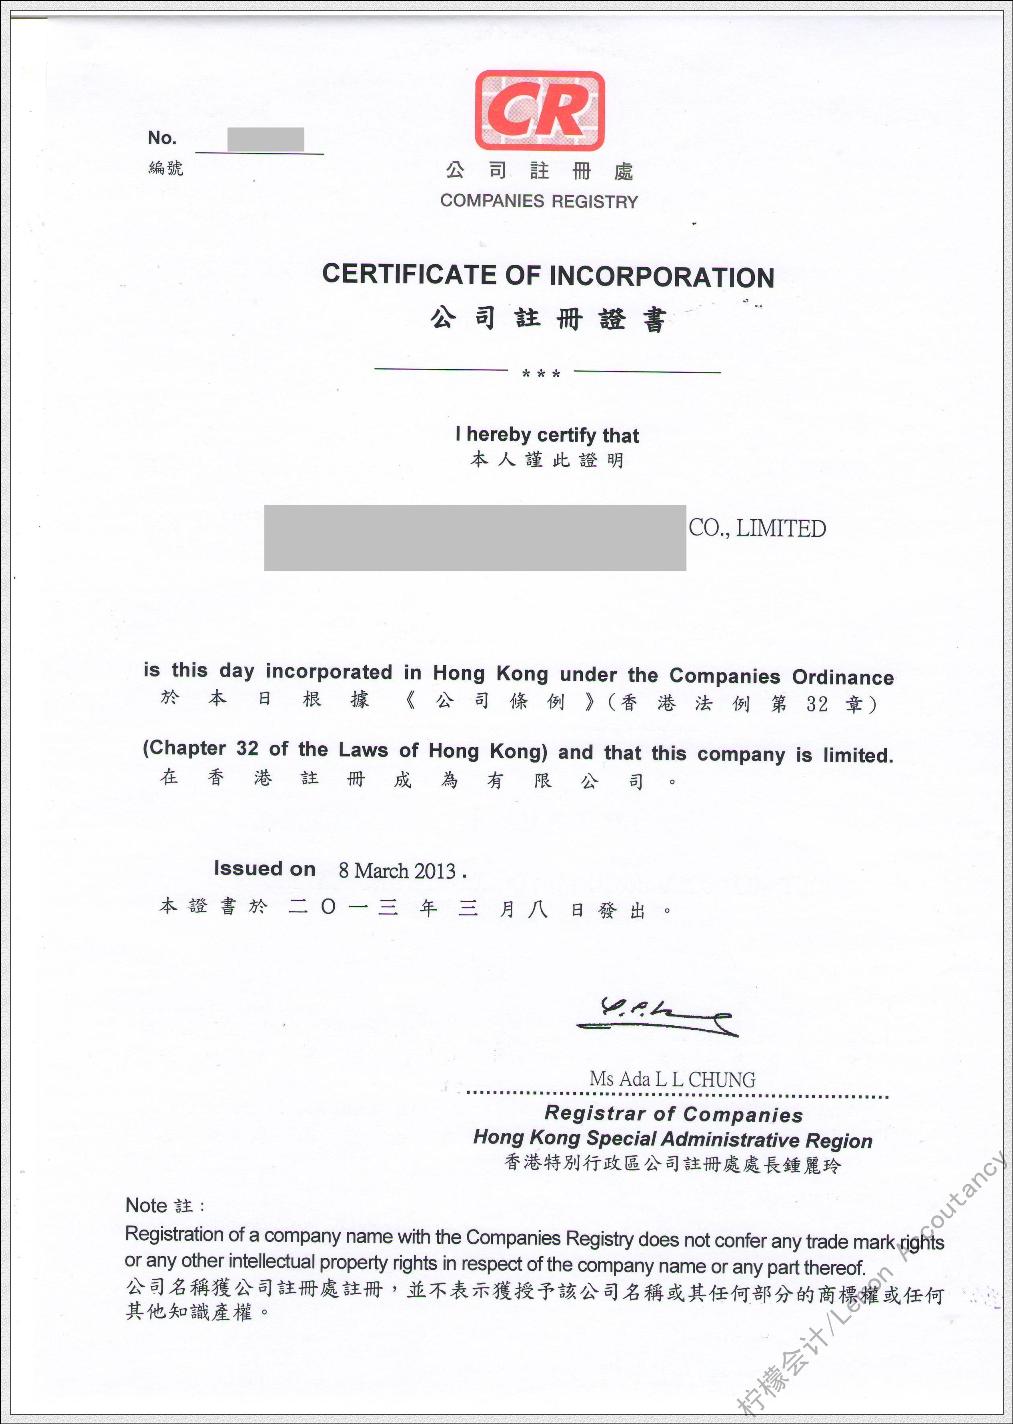 CR
No.
編號
公司註冊處
COMPANIES REGISTRY
CERTIFICATE OF INCORPORATION
公司註冊證書
***
I hereby certify that
本人謹此證明
CO., LIMITED
is this day incorporated in Hong Kong under the Companies Ordinance
於本日根據《公司條例》(香港法例第32章)
(Chapter 32 of the Laws of Hong Kong) and that this company is limited.
在香港註冊成為有限公司。
Issued on 8 March 2013.
本證書於二〇一三年三月八日發出。
Ms Ada L L CHUNG
Registrar of Companies
Hong Kong Special Administrative Region
香港特別行政區公司註冊處處長鍾麗玲
Note 註：
Registration of a company name with the Companies Registry does not confer any trade mark rights
or any other intellectual property rights in respect of the company name or any part thereof.
公司名稱獲公司註冊處註冊，並不表示獲授予該公司名稱或其任何部分的商標權或任何
其他知識產權。
柠檬会计/Lemon Accoutancy